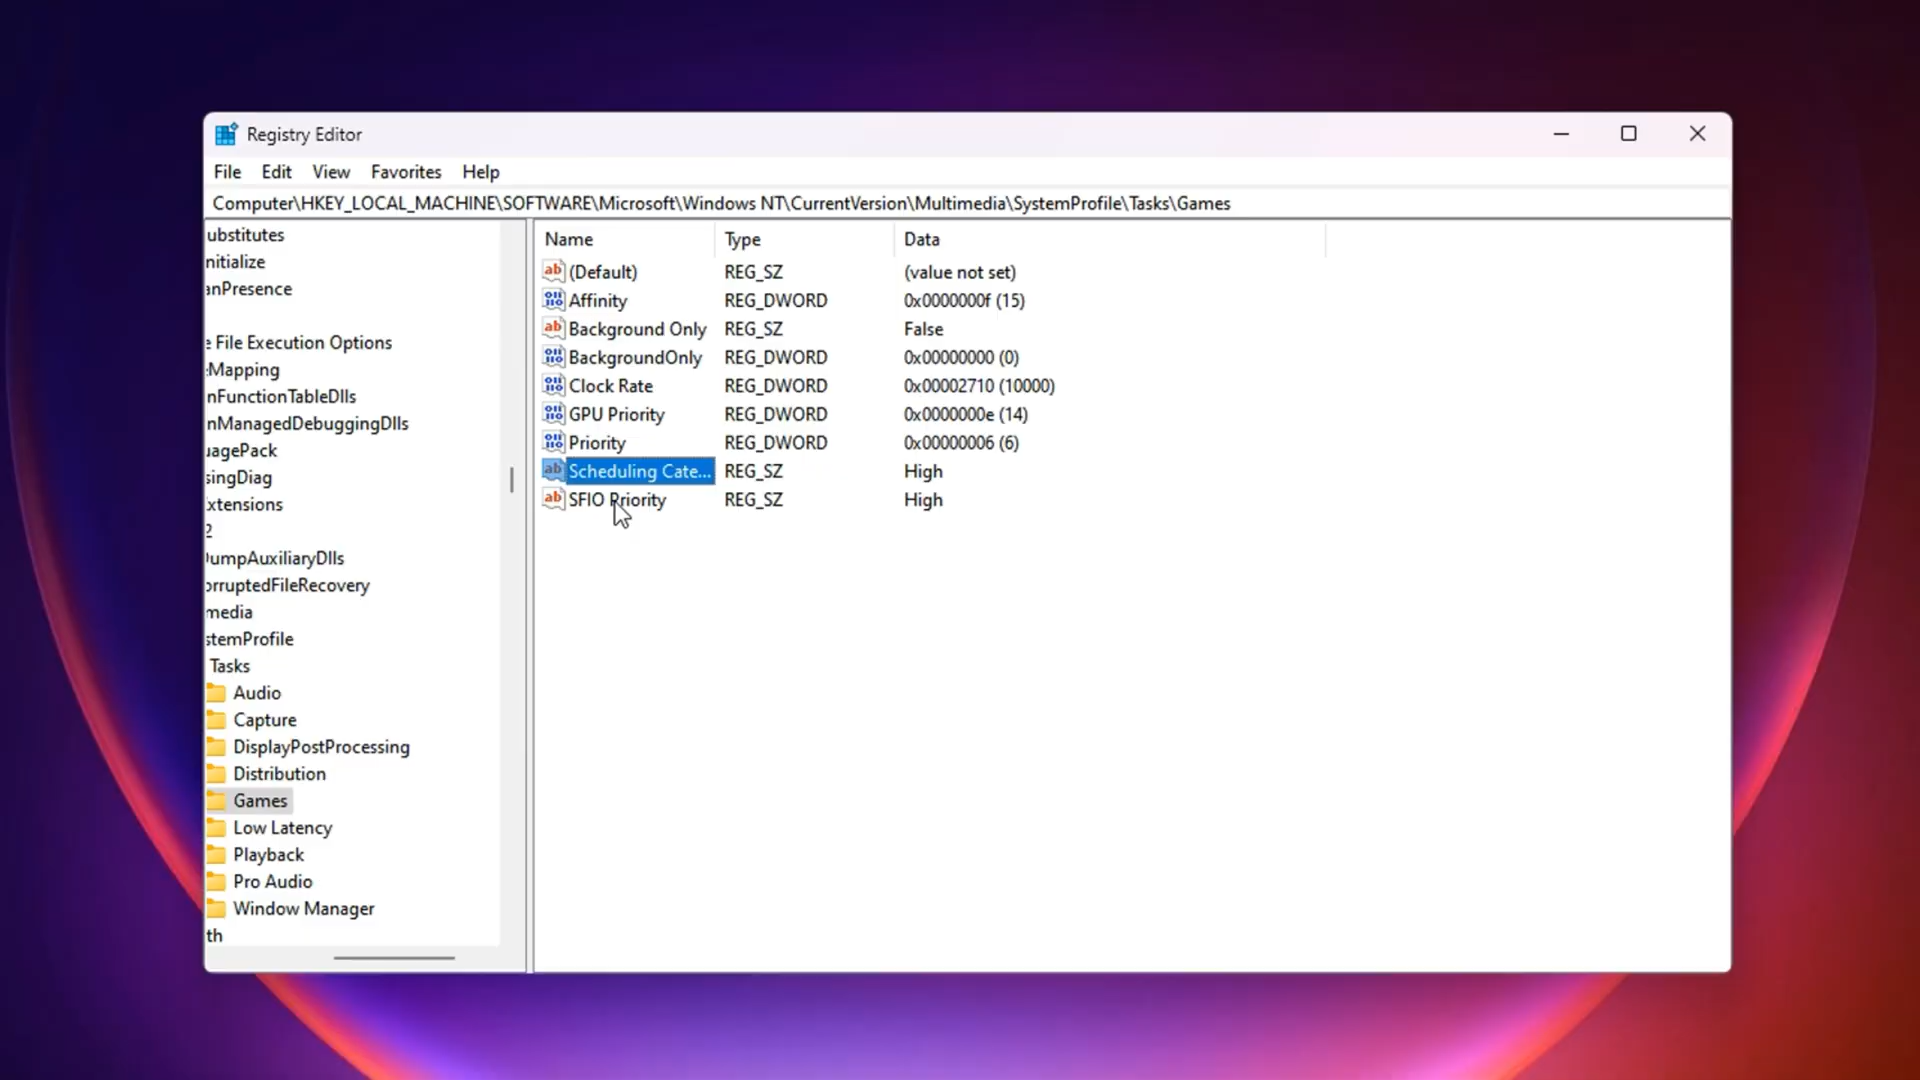 Registry Editor
File Edit View Favorites Help
Computer\HKEY_LOCAL_MACHINE\SOFTWARE\Microsoft\Windows NT\CurrentVersion\Multimedia\SystemProfile\Tasks\Games
ubstitutes
nitialize
anPresence
e File Execution Options
:Mapping
nFunctionTableDlls
nManagedDebuggingDlls
uagePack
singDiag
xtensions
2
DumpAuxiliaryDlls
orruptedFileRecovery
media
stemProfile
Tasks
Audio
Capture
DisplayPostProcessing
Distribution
Games
Low Latency
Playback
Pro Audio
Window Manager
th
Name Type Data
(Default) REG_SZ (value not set)
Affinity REG_DWORD 0x0000000f (15)
Background Only REG_SZ False
BackgroundOnly REG_DWORD 0x00000000 (0)
Clock Rate REG_DWORD 0x00002710 (10000)
GPU Priority REG_DWORD 0x0000000e (14)
Priority REG_DWORD 0x00000006 (6)
Scheduling Cate... REG_SZ High
SFIO Priority REG_SZ High